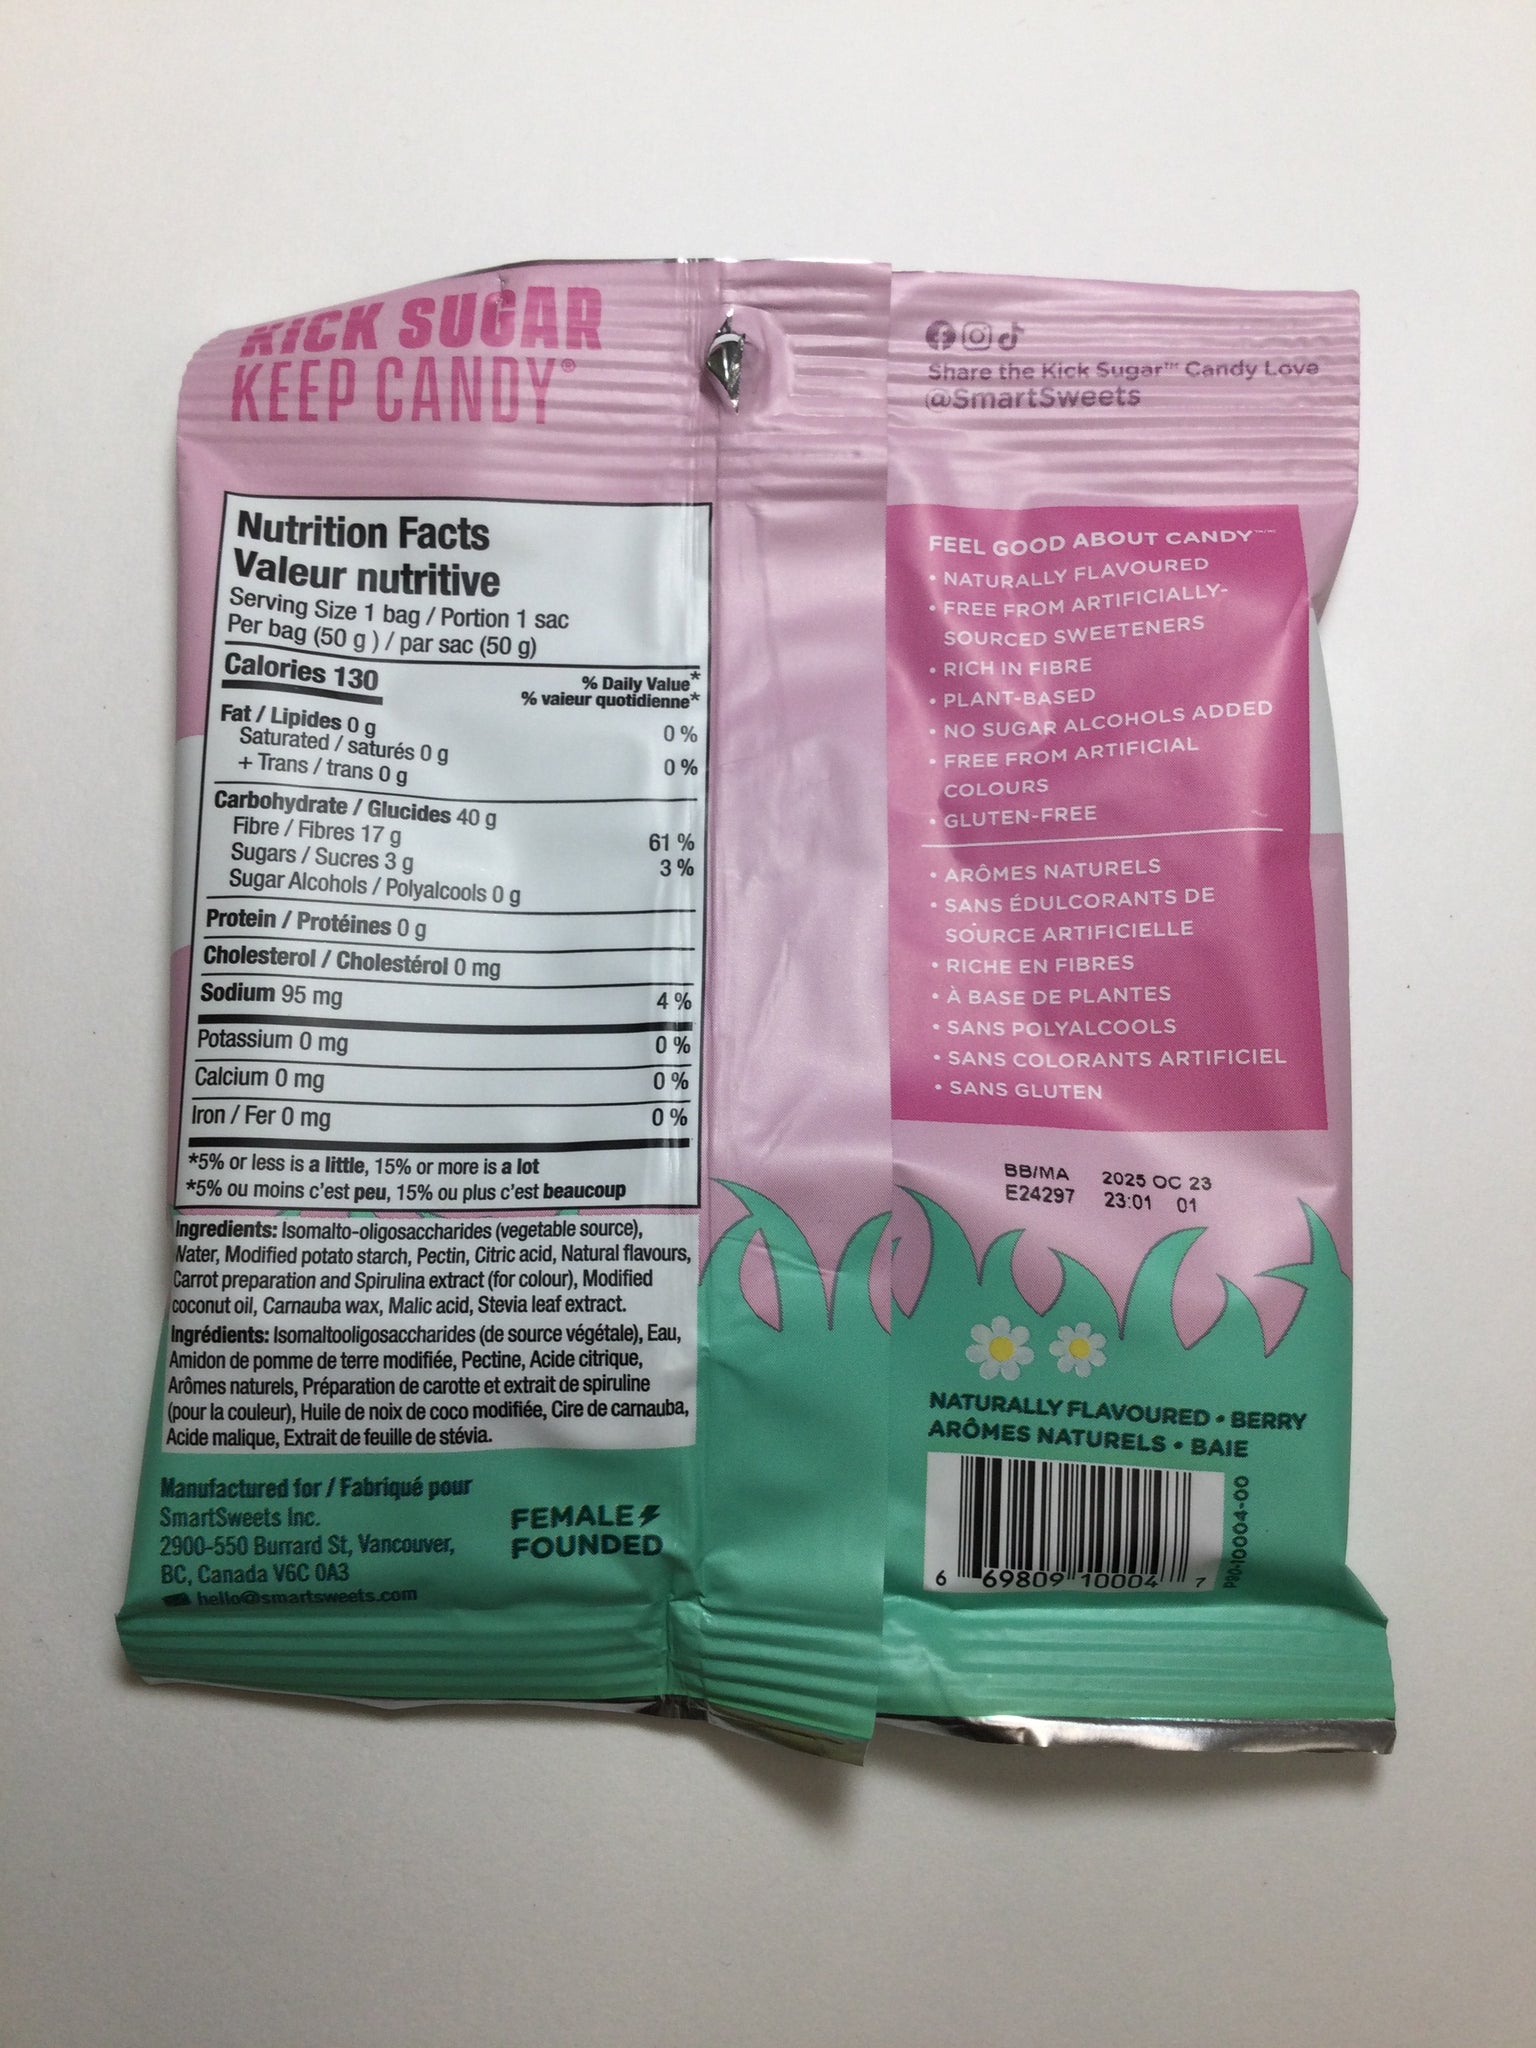 KICK SUGAR
KEEP CANDY®
Nutrition Facts
Valeur nutritive
Serving Size 1 bag / Portion 1 sac
Per bag (50 g ) / par sac (50 g)
Calories 130
% Daily Value*
% valeur quotidienne*
Fat / Lipides 0 g 0 %
Saturated / saturés 0 g
+ Trans / trans 0 g 0 %
Carbohydrate / Glucides 40 g
Fibre / Fibres 17 g 61 %
Sugars / Sucres 3 g 3 %
Sugar Alcohols / Polyalcools 0 g
Protein / Protéines 0 g
Cholesterol / Cholestérol 0 mg
Sodium 95 mg 4 %
Potassium 0 mg 0 %
Calcium 0 mg 0 %
Iron / Fer 0 mg 0 %
*5% or less is a little, 15% or more is a lot
*5% ou moins c'est peu, 15% ou plus c'est beaucoup
Ingredients: Isomalto-oligosaccharides (vegetable source),
Water, Modified potato starch, Pectin, Citric acid, Natural flavours,
Carrot preparation and Spirulina extract (for colour), Modified
coconut oil, Carnauba wax, Malic acid, Stevia leaf extract.
Ingrédients: Isomaltooligosaccharides (de source végétale), Eau,
Amidon de pomme de terre modifiée, Pectine, Acide citrique,
Arômes naturels, Préparation de carotte et extrait de spiruline
(pour la couleur), Huile de noix de coco modifiée, Cire de carnauba,
Acide malique, Extrait de feuille de stévia.
Manufactured for / Fabriqué pour
SmartSweets Inc.
2900-550 Burrard St, Vancouver,
BC, Canada V6C 0A3
hello@smartsweets.com
FEMALE
FOUNDED
Share the Kick Sugar™ Candy Love
@SmartSweets
FEEL GOOD ABOUT CANDY™/MC
• NATURALLY FLAVOURED
• FREE FROM ARTIFICIALLY-
SOURCED SWEETENERS
• RICH IN FIBRE
• PLANT-BASED
• NO SUGAR ALCOHOLS ADDED
• FREE FROM ARTIFICIAL
COLOURS
• GLUTEN-FREE
• ARÔMES NATURELS
• SANS ÉDULCORANTS DE
SOURCE ARTIFICIELLE
• RICHE EN FIBRES
• À BASE DE PLANTES
• SANS POLYALCOOLS
• SANS COLORANTS ARTIFICIEL
• SANS GLUTEN
BB/MA 2025 OC 23
E24297 23:01 01
NATURALLY FLAVOURED • BERRY
ARÔMES NATURELS • BAIE
6 69809 10004 7
P90-10004-00